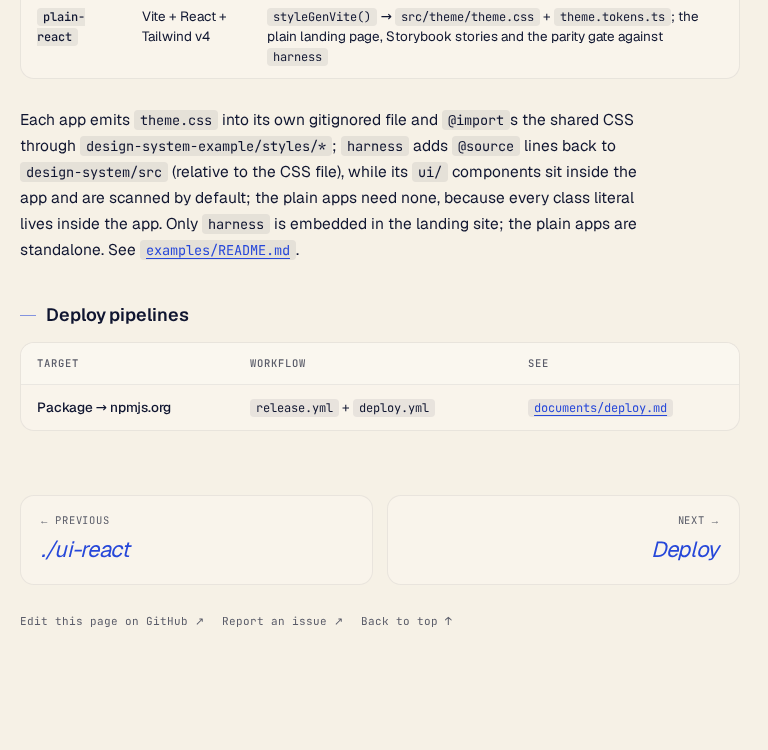 plain-
react
Vite + React +
Tailwind v4
styleGenVite() → src/theme/theme.css + theme.tokens.ts; the
plain landing page, Storybook stories and the parity gate against
harness
Each app emits theme.css into its own gitignored file and @imports the shared CSS
through design-system-example/styles/*; harness adds @source lines back to
design-system/src (relative to the CSS file), while its ui/ components sit inside the
app and are scanned by default; the plain apps need none, because every class literal
lives inside the app. Only harness is embedded in the landing site; the plain apps are
standalone. See examples/README.md.
— Deploy pipelines
TARGET WORKFLOW SEE
Package → npmjs.org release.yml + deploy.yml documents/deploy.md
← PREVIOUS
./ui-react
NEXT →
Deploy
Edit this page on GitHub ↗ Report an issue ↗ Back to top ↑